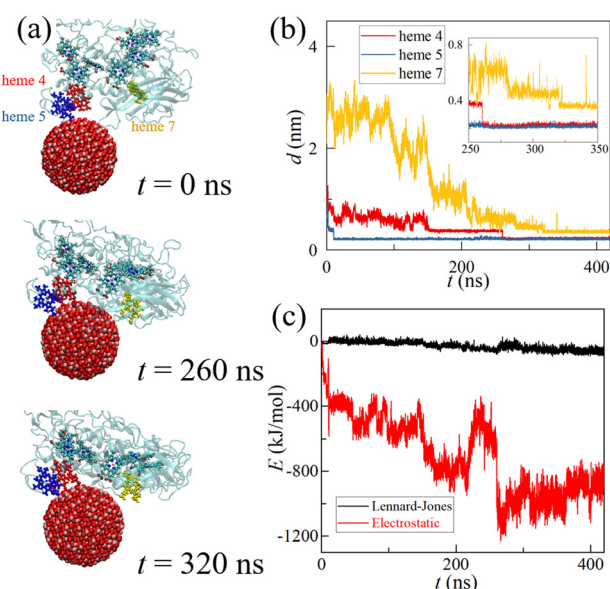 (a)
heme 4
heme 5
heme 7
t = 0 ns
t = 260 ns
t = 320 ns
(b)
heme 4
heme 5
heme 7
4
2
0
d (nm)
0.8
0.4
250
300
350
0
200
400
t (ns)
(c)
0
-400
-800
-1200
E (kJ/mol)
Lennard-Jones
Electrostatic
0
200
400
t (ns)